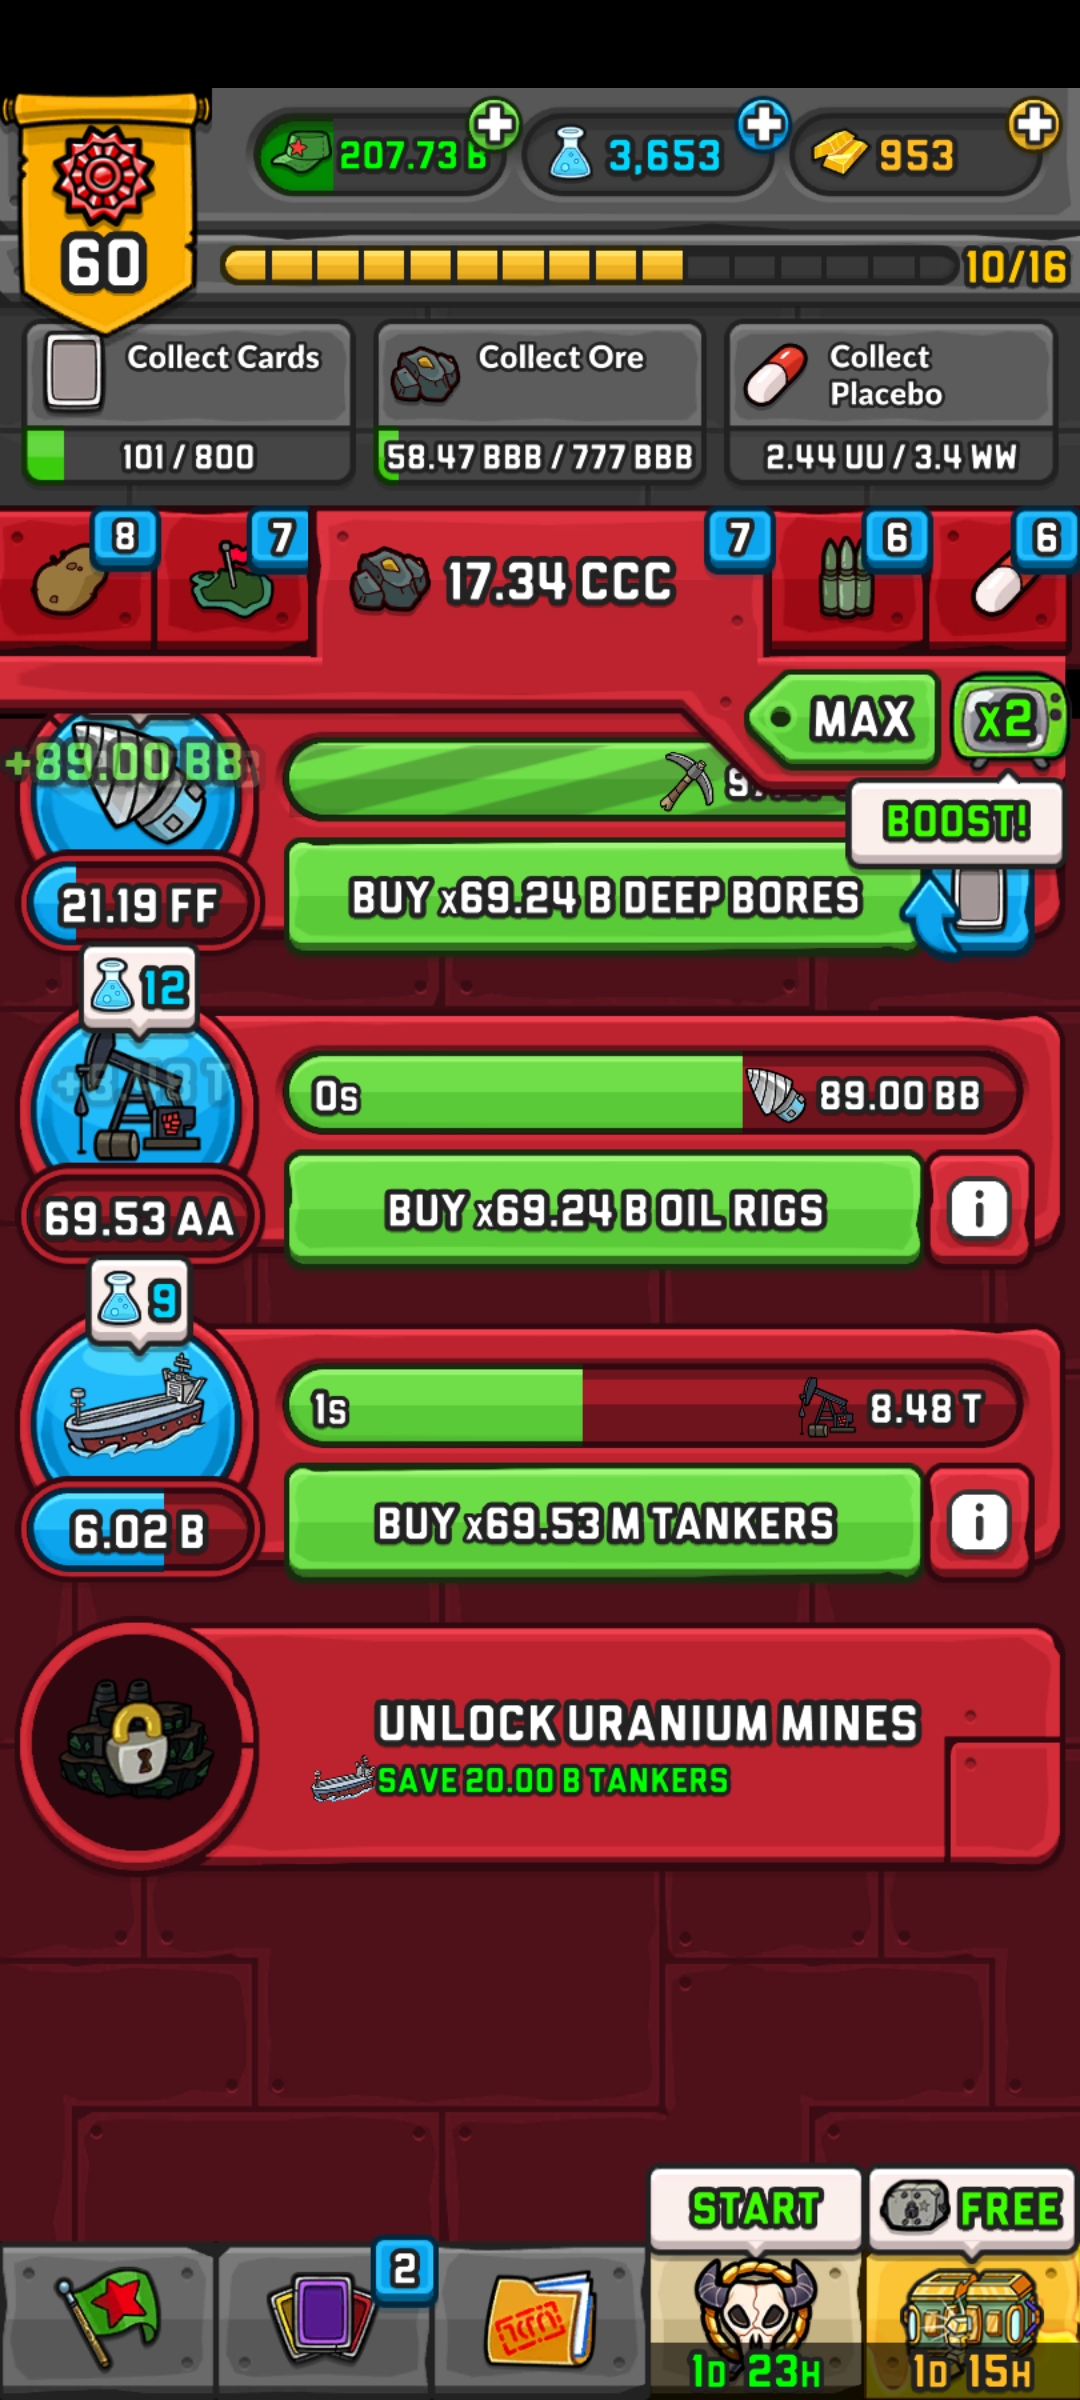 60
207.73 B
3,653
953
10/16
Collect Cards
101 / 800
Collect Ore
58.47 BBB / 777 BBB
Collect
Placebo
2.44 UU / 3.4 WW
8
7
17.34 CCC
7
6
6
MAX
x2
BOOST!
+89.00 BB
21.19 FF
BUY x69.24 B DEEP BORES
12
+8.48 T
0s
89.00 BB
69.53 AA
BUY x69.24 B OIL RIGS
i
9
1s
8.48 T
6.02 B
BUY x69.53 M TANKERS
i
UNLOCK URANIUM MINES
SAVE 20.00 B TANKERS
START
FREE
2
1D 23H
1D 15H